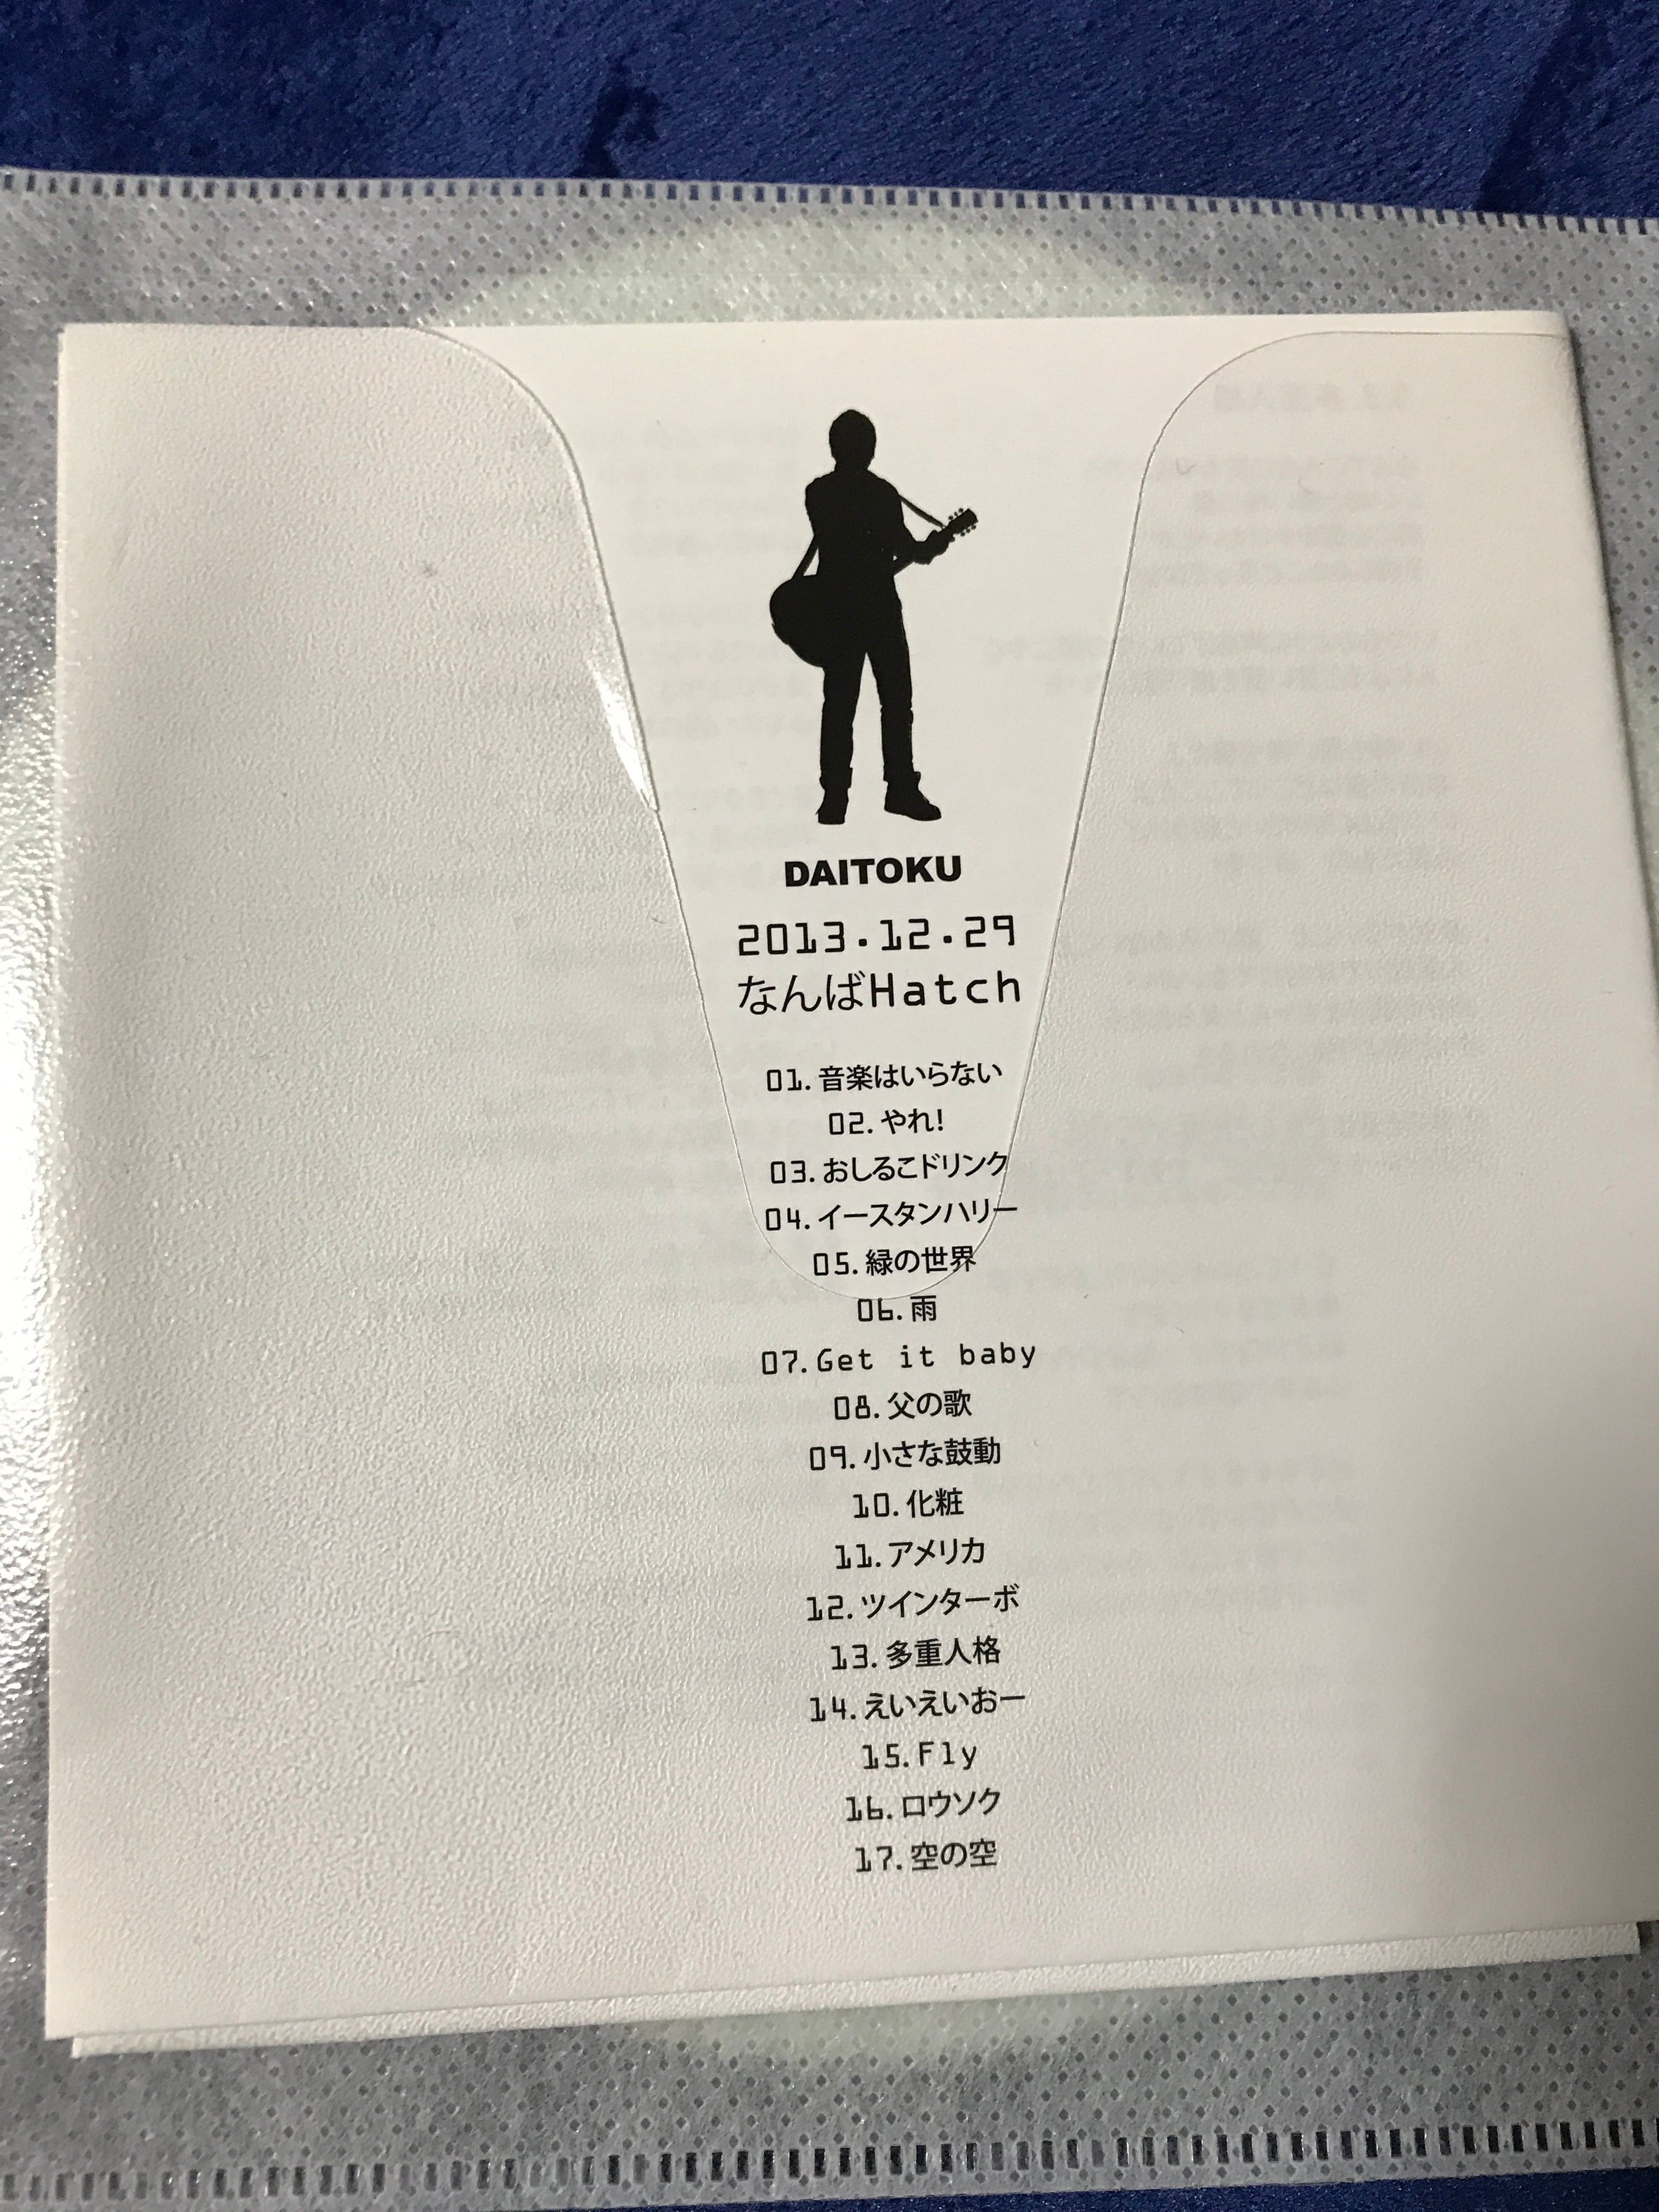 DAITOKU
2013.12.29
なんばHatch
01.音楽はいらない
02.やれ!
03.おしるこドリンク
04.イースタンハリー
05.緑の世界
06.雨
07.Get it baby
08.父の歌
09.小さな鼓動
10.化粧
11.アメリカ
12.ツインターボ
13.多重人格
14.えいえいおー
15.Fly
16.ロウソク
17.空の空